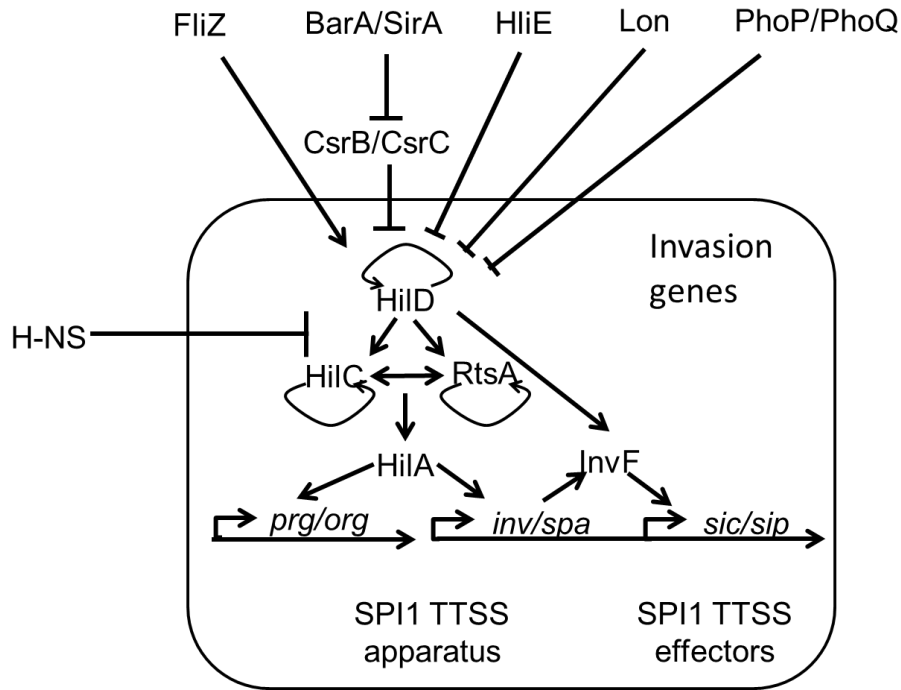 FliZ BarA/SirA HliE Lon PhoP/PhoQ
CsrB/CsrC
Invasion
genes
HilD
H-NS
HilC RtsA
HilA InvF
prg/org inv/spa sic/sip
SPI1 TTSS SPI1 TTSS
apparatus effectors